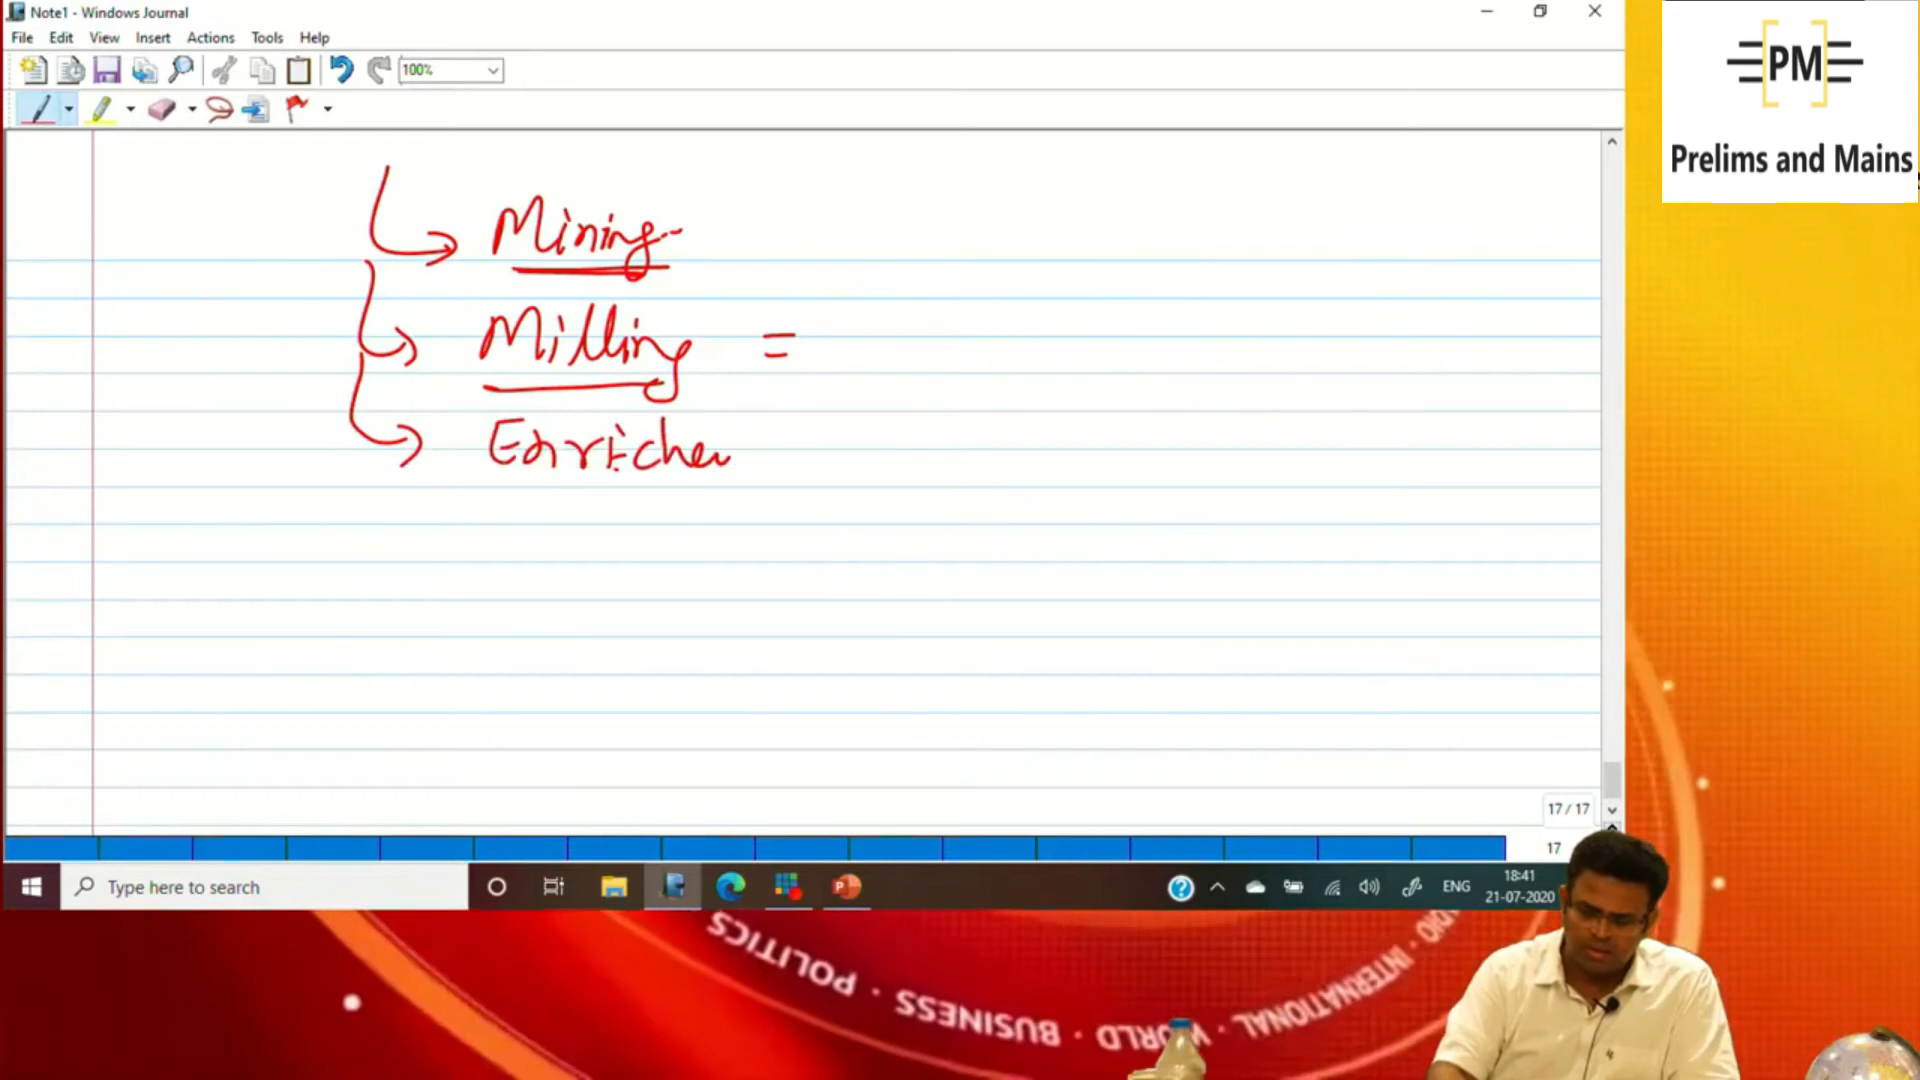 Note1 - Windows Journal
File Edit View Insert Actions Tools Help
100%
PM
Prelims and Mains
Mining
Milling =
Enrichen
17 / 17
17
Type here to search
ENG
18:41
21-07-2020
INTERNATIONAL · WORLD · BUSINESS · POLITICS